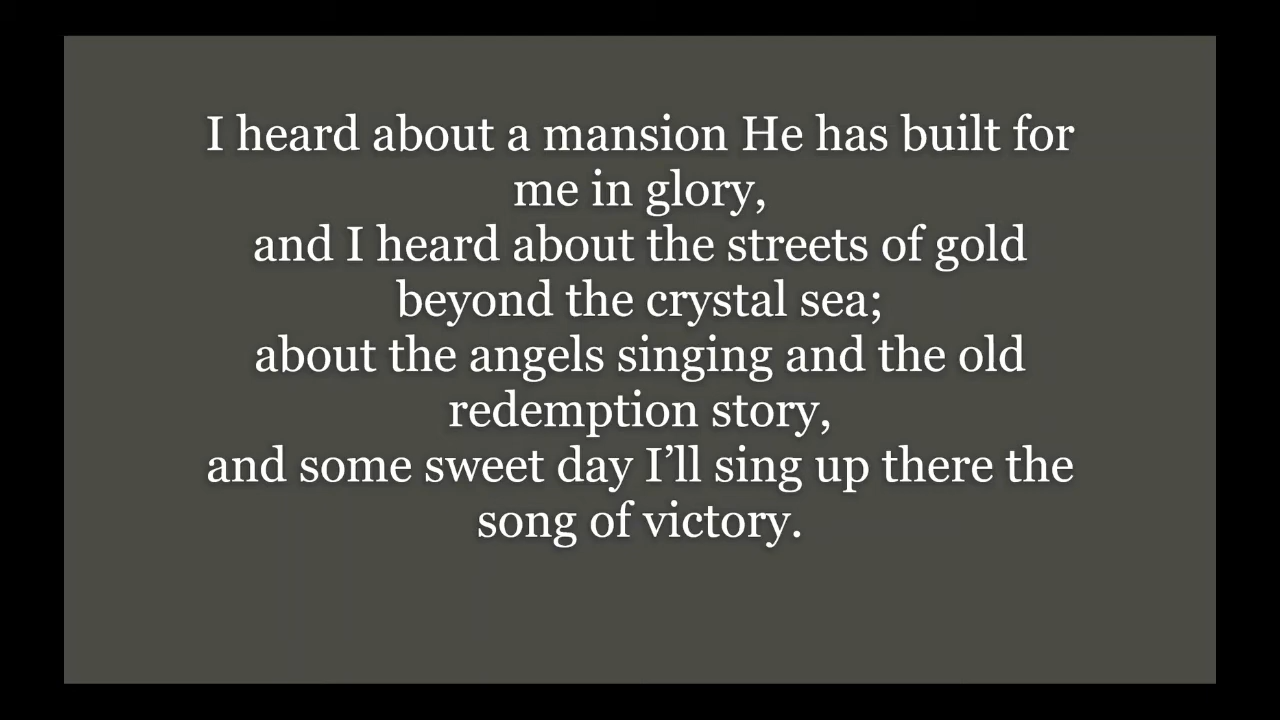 I heard about a mansion He has built for
me in glory,
and I heard about the streets of gold
beyond the crystal sea;
about the angels singing and the old
redemption story,
and some sweet day I’ll sing up there the
song of victory.